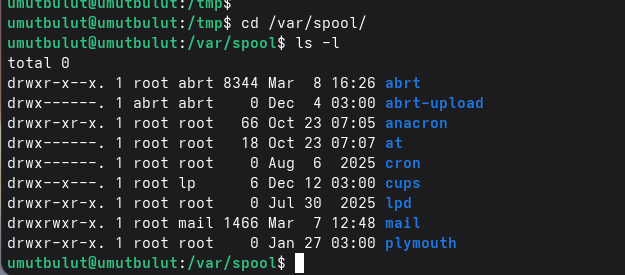 umutbulut@umutbulut:/tmp$
umutbulut@umutbulut:/tmp$ cd /var/spool/
umutbulut@umutbulut:/var/spool$ ls -l
total 0
drwxr-x--x. 1 root abrt 8344 Mar  8 16:26 abrt
drwx------. 1 abrt abrt    0 Dec  4 03:00 abrt-upload
drwxr-xr-x. 1 root root   66 Oct 23 07:05 anacron
drwx------. 1 root root   18 Oct 23 07:07 at
drwx------. 1 root root    0 Aug  6  2025 cron
drwx--x---. 1 root lp      6 Dec 12 03:00 cups
drwxr-xr-x. 1 root root    0 Jul 30  2025 lpd
drwxrwxr-x. 1 root mail 1466 Mar  7 12:48 mail
drwxr-xr-x. 1 root root    0 Jan 27 03:00 plymouth
umutbulut@umutbulut:/var/spool$